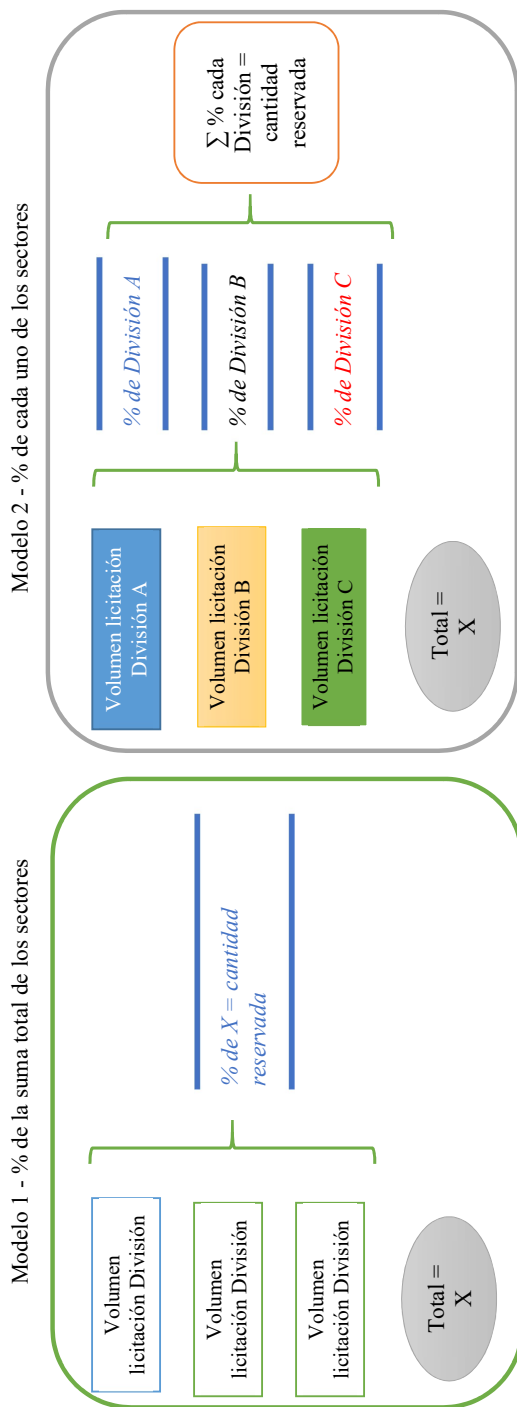 Modelo 1 - % de la suma total de los sectores
Volumen
licitación División
Volumen
licitación División
Volumen
licitación División
Total =
X
% de X = cantidad
reservada
Modelo 2 - % de cada uno de los sectores
Volumen licitación
División A
Volumen licitación
División B
Volumen licitación
División C
Total =
X
% de División A
% de División B
% de División C
∑ % cada
División =
cantidad
reservada